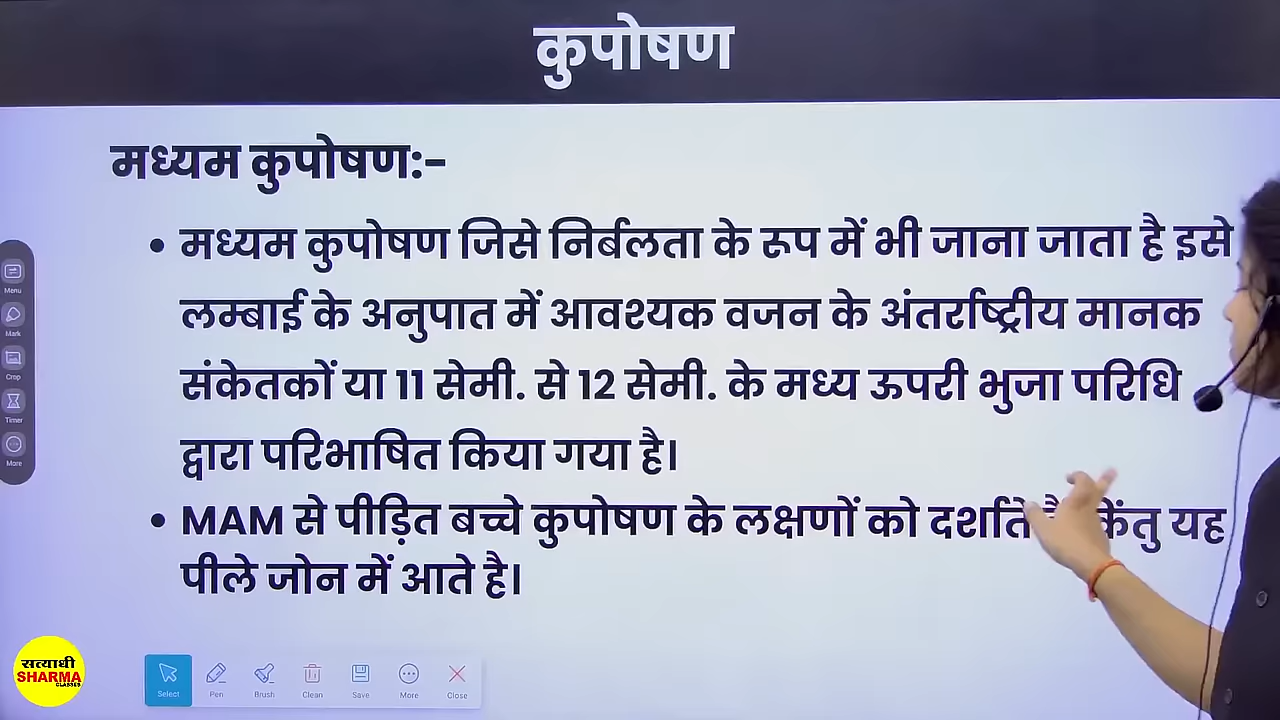 कुपोषण
मध्यम कुपोषण:-
• मध्यम कुपोषण जिसे निर्बलता के रूप में भी जाना जाता है इसे
लम्बाई के अनुपात में आवश्यक वजन के अंतर्राष्ट्रीय मानक
संकेतकों या 11 सेमी. से 12 सेमी. के मध्य ऊपरी भुजा परिधि
द्वारा परिभाषित किया गया है।
• MAM से पीड़ित बच्चे कुपोषण के लक्षणों को दर्शाते किंतु यह
पीले जोन में आते है।
Menu
Mark
Crop
Timer
More
Select
Pen
Brush
Clean
Save
More
Close
सत्यार्थी
SHARMA
CLASSES